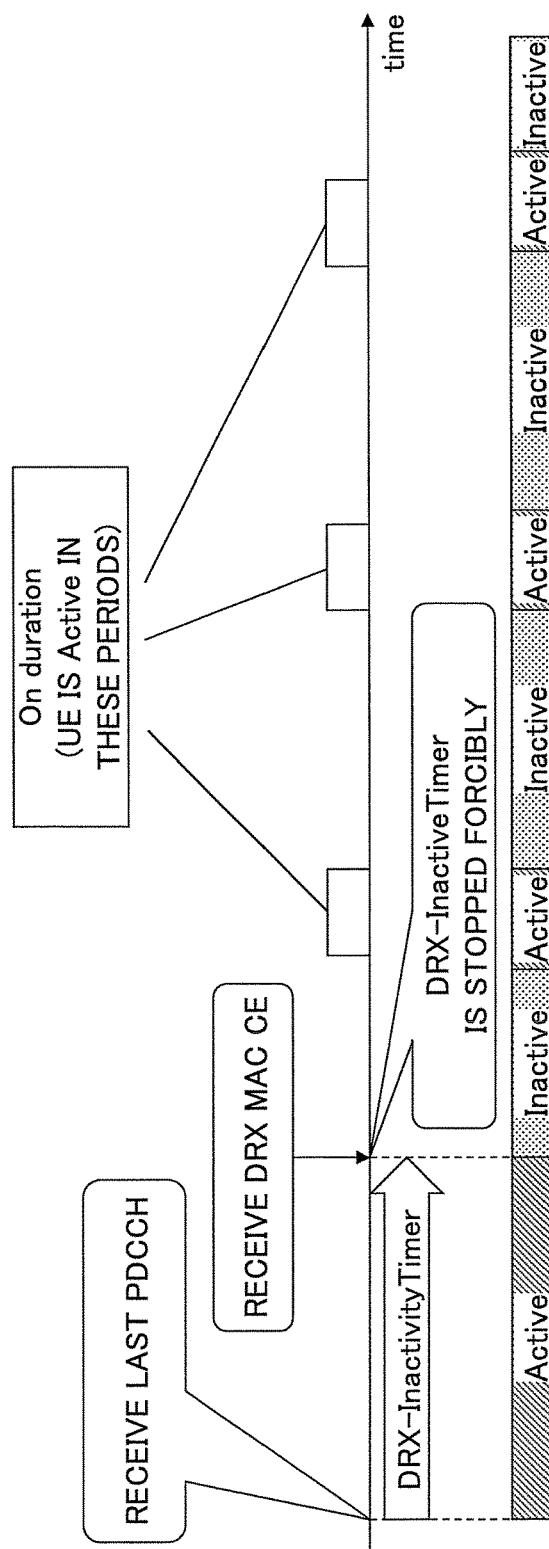 RECEIVE LAST PDCCH
RECEIVE DRX MAC CE
On duration
(UE IS Active IN
THESE PERIODS)
time
DRX-InactivityTimer
DRX-InactiveTimer
IS STOPPED FORCIBLY
Active
Inactive
Active
Inactive
Active
Inactive
Active
Inactive